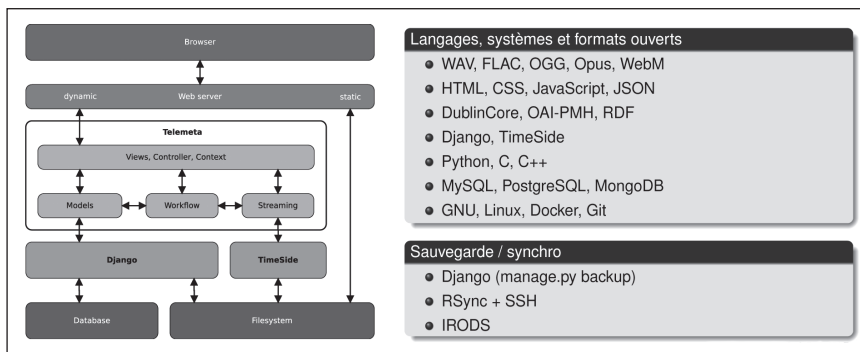 Browser
dynamic Web server static
Telemeta
Views, Controller, Context
Models Workflow Streaming
Django TimeSide
Database Filesystem
Langages, systèmes et formats ouverts
WAV, FLAC, OGG, Opus, WebM
HTML, CSS, JavaScript, JSON
DublinCore, OAI-PMH, RDF
Django, TimeSide
Python, C, C++
MySQL, PostgreSQL, MongoDB
GNU, Linux, Docker, Git
Sauvegarde / synchro
Django (manage.py backup)
RSync + SSH
IRODS